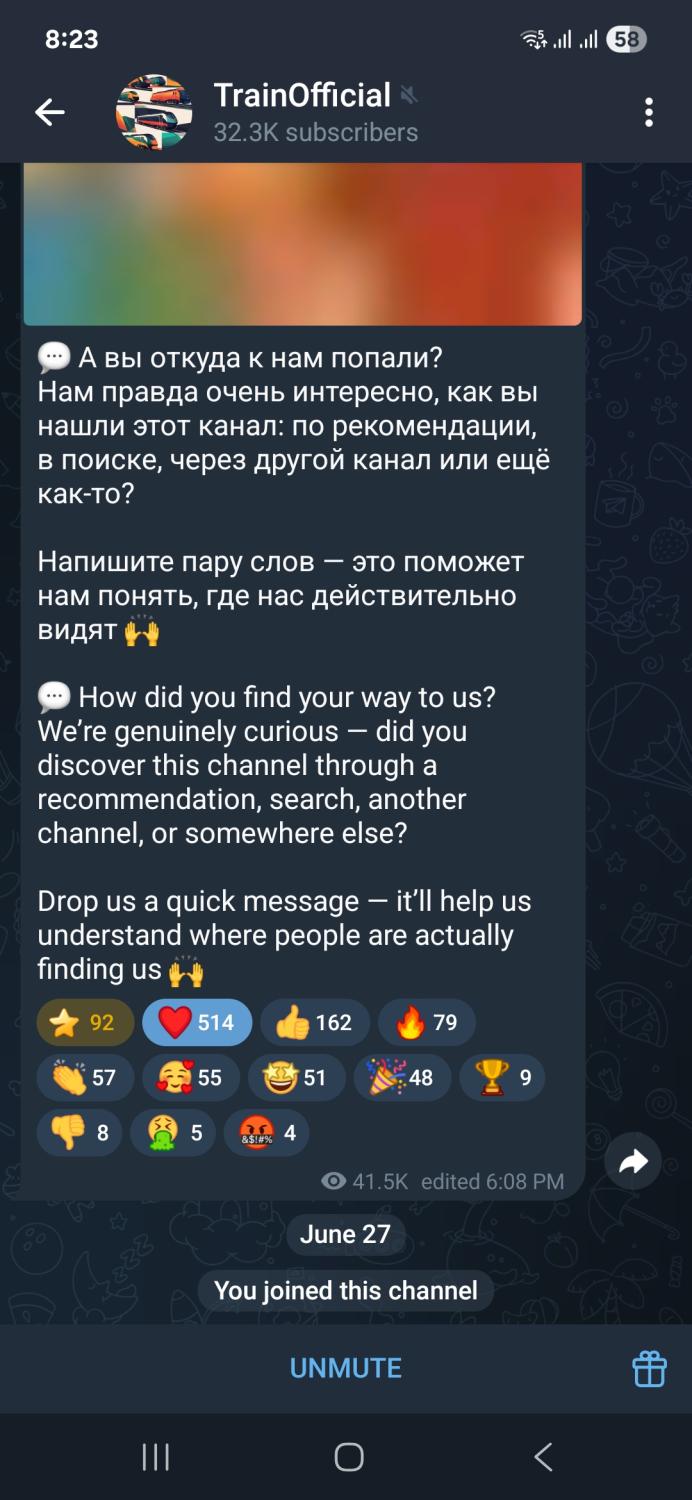 8:23
58
TrainOfficial
32.3K subscribers
А вы откуда к нам попали?
Нам правда очень интересно, как вы
нашли этот канал: по рекомендации,
в поиске, через другой канал или ещё
как-то?
Напишите пару слов — это поможет
нам понять, где нас действительно
видят 🙌
How did you find your way to us?
We’re genuinely curious — did you
discover this channel through a
recommendation, search, another
channel, or somewhere else?
Drop us a quick message — it’ll help us
understand where people are actually
finding us 🙌
92 514 162 79
57 55 51 48 9
8 5 4
41.5K edited 6:08 PM
June 27
You joined this channel
UNMUTE